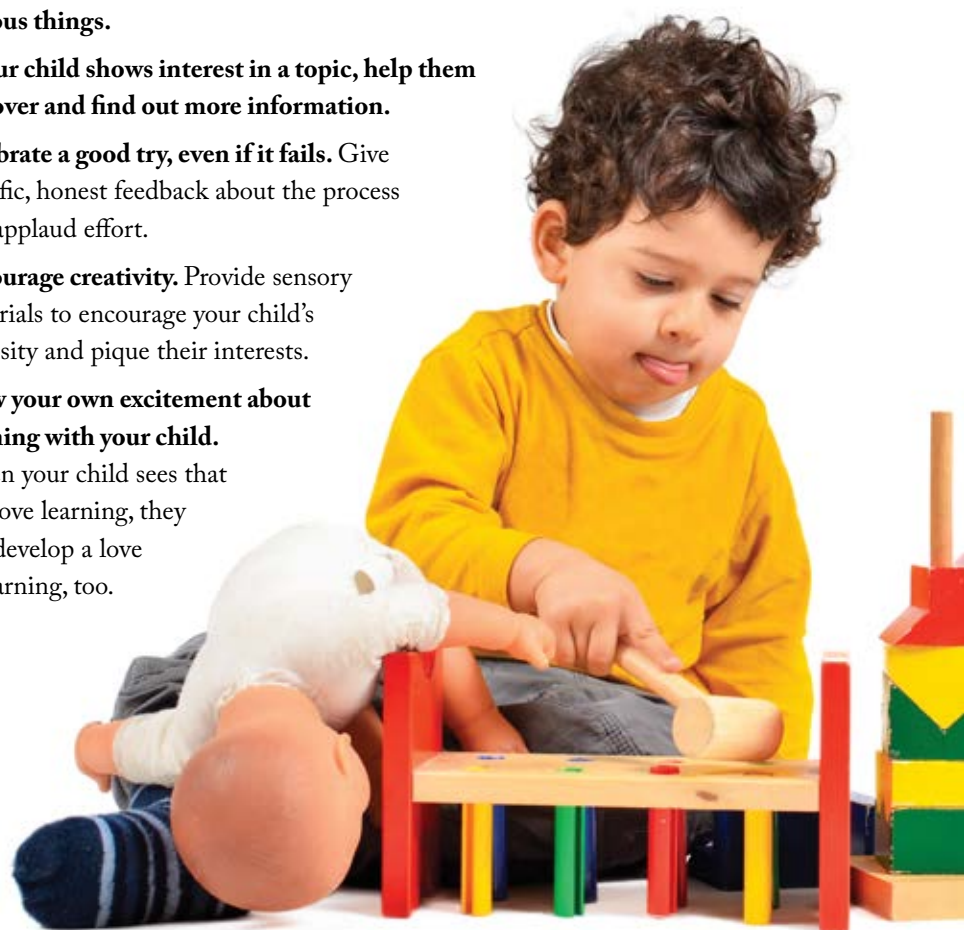 ous things.
ur child shows interest in a topic, help them
over and find out more information.
brate a good try, even if it fails. Give
fic, honest feedback about the process
applaud effort.
ourage creativity. Provide sensory
rials to encourage your child’s
sity and pique their interests.
w your own excitement about
ning with your child.
n your child sees that
ove learning, they
develop a love
arning, too.